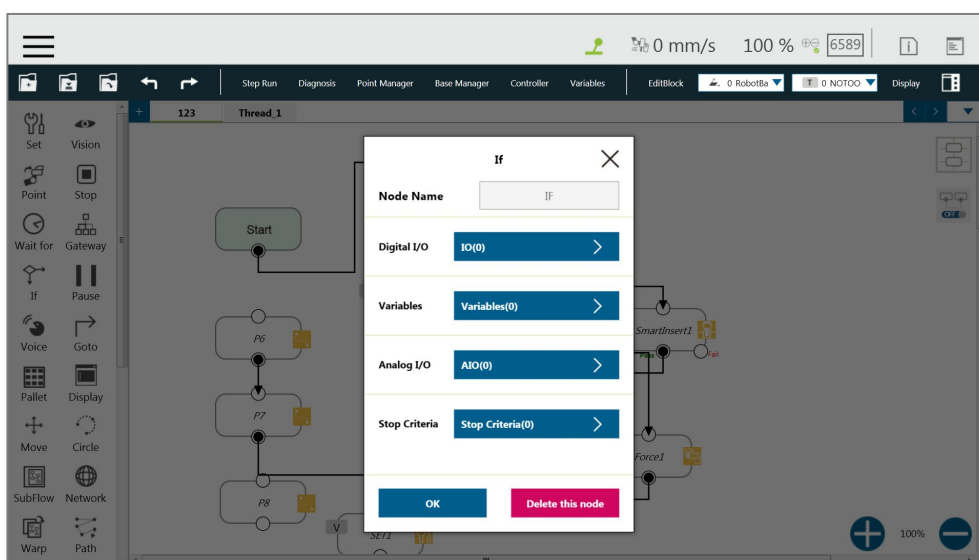 0 mm/s 100 % 6589
Step Run Diagnosis Point Manager Base Manager Controller Variables EditBlock 0 RobotBa T 0 NOTOO Display
+ 123 Thread_1
Set Vision
Point Stop
Wait for Gateway
If Pause
Voice Goto
Pallet Display
Move Circle
SubFlow Network
Warp Path
Start
P6
P7
P8
V
SET1
If
Node Name IF
Digital I/O IO(0)
Variables Variables(0)
Analog I/O AIO(0)
Stop Criteria Stop Criteria(0)
OK Delete this node
SmartInsert1
Pass Fail
Force1
OFF
100%